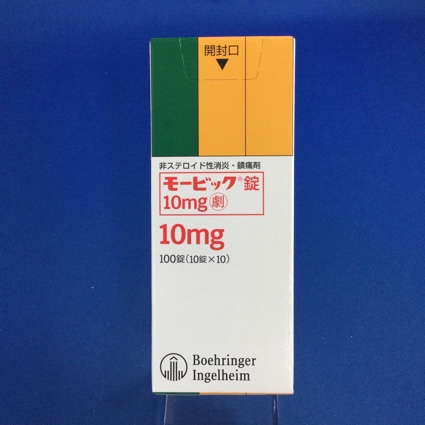 開封口
▼
非ステロイド性消炎・鎮痛剤
モービック®錠
10mg 劇
10mg
100錠(10錠×10)
Boehringer
Ingelheim